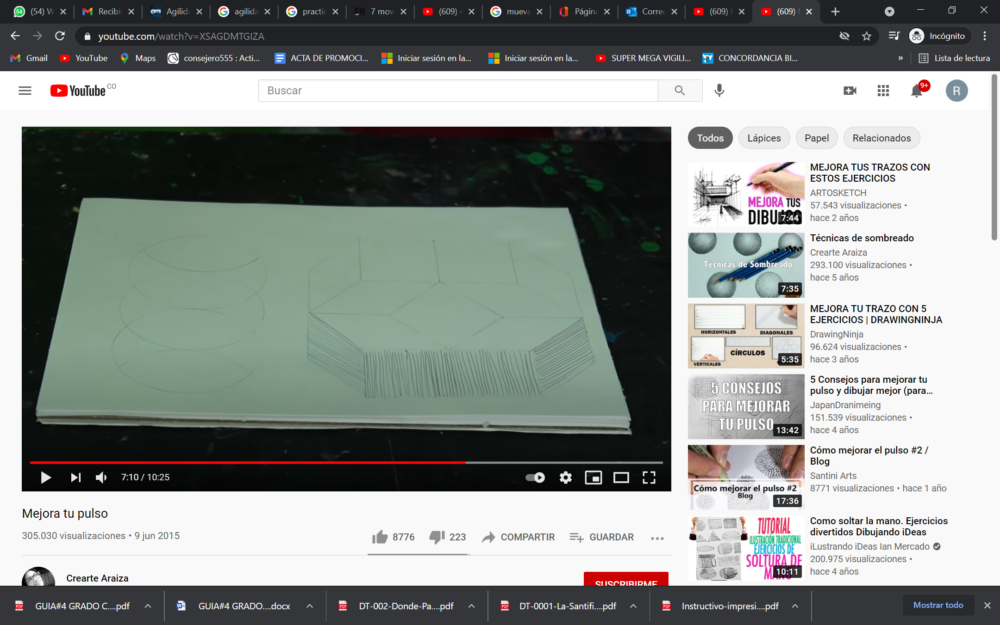 54
(54) W
Recibi
GSE
Agilida
agilida
practic
EN
7 mov
(609) 4
mueva
Página
Correo
(609)
(609)
youtube.com/watch?v=XSAGDMTGIZA
Incógnito
Gmail
YouTube
Maps
consejero555 : Acti...
ACTA DE PROMOCI...
Iniciar sesión en la...
Iniciar sesión en la...
SUPER MEGA VIGILI...
CONCORDANCIA BI...
»
Lista de lectura
YouTube CO
Buscar
9+
R
7:10 / 10:25
Mejora tu pulso
305.030 visualizaciones • 9 jun 2015
8776
223
COMPARTIR
GUARDAR
Crearte Araiza
SUSCRIBIRME
Todos
Lápices
Papel
Relacionados
MEJORA TUS
DIBUJOS
7:44
MEJORA TUS TRAZOS CON
ESTOS EJERCICIOS
ARTOSKETCH
57.543 visualizaciones •
hace 2 años
Técnicas de Sombreado
7:35
Técnicas de sombreado
Crearte Araiza
293.100 visualizaciones •
hace 5 años
HORIZONTALES
DIAGONALES
CÍRCULOS
VERTICALES
5:35
MEJORA TU TRAZO CON 5
EJERCICIOS | DRAWINGNINJA
DrawingNinja
96.624 visualizaciones •
hace 3 años
5 CONSEJOS
PARA MEJORAR
TU PULSO
13:42
5 Consejos para mejorar tu
pulso y dibujar mejor (para...
JapanDranimeing
151.539 visualizaciones •
hace 4 años
Cómo mejorar el pulso #2
Blog
17:36
Cómo mejorar el pulso #2 /
Blog
Santini Arts
8771 visualizaciones • hace 1 año
TUTORIAL
ILUSTRACIÓN TRADICIONAL
EJERCICIOS DE
SOLTURA DE
MANO
10:11
Como soltar la mano. Ejercicios
divertidos Dibujando iDeas
iLustrando iDeas Ian Mercado
200.975 visualizaciones •
hace 4 años
GUIA#4 GRADO C....pdf
GUIA#4 GRADO....docx
DT-002-Donde-Pa....pdf
DT-0001-La-Santifi....pdf
Instructivo-impresi....pdf
Mostrar todo